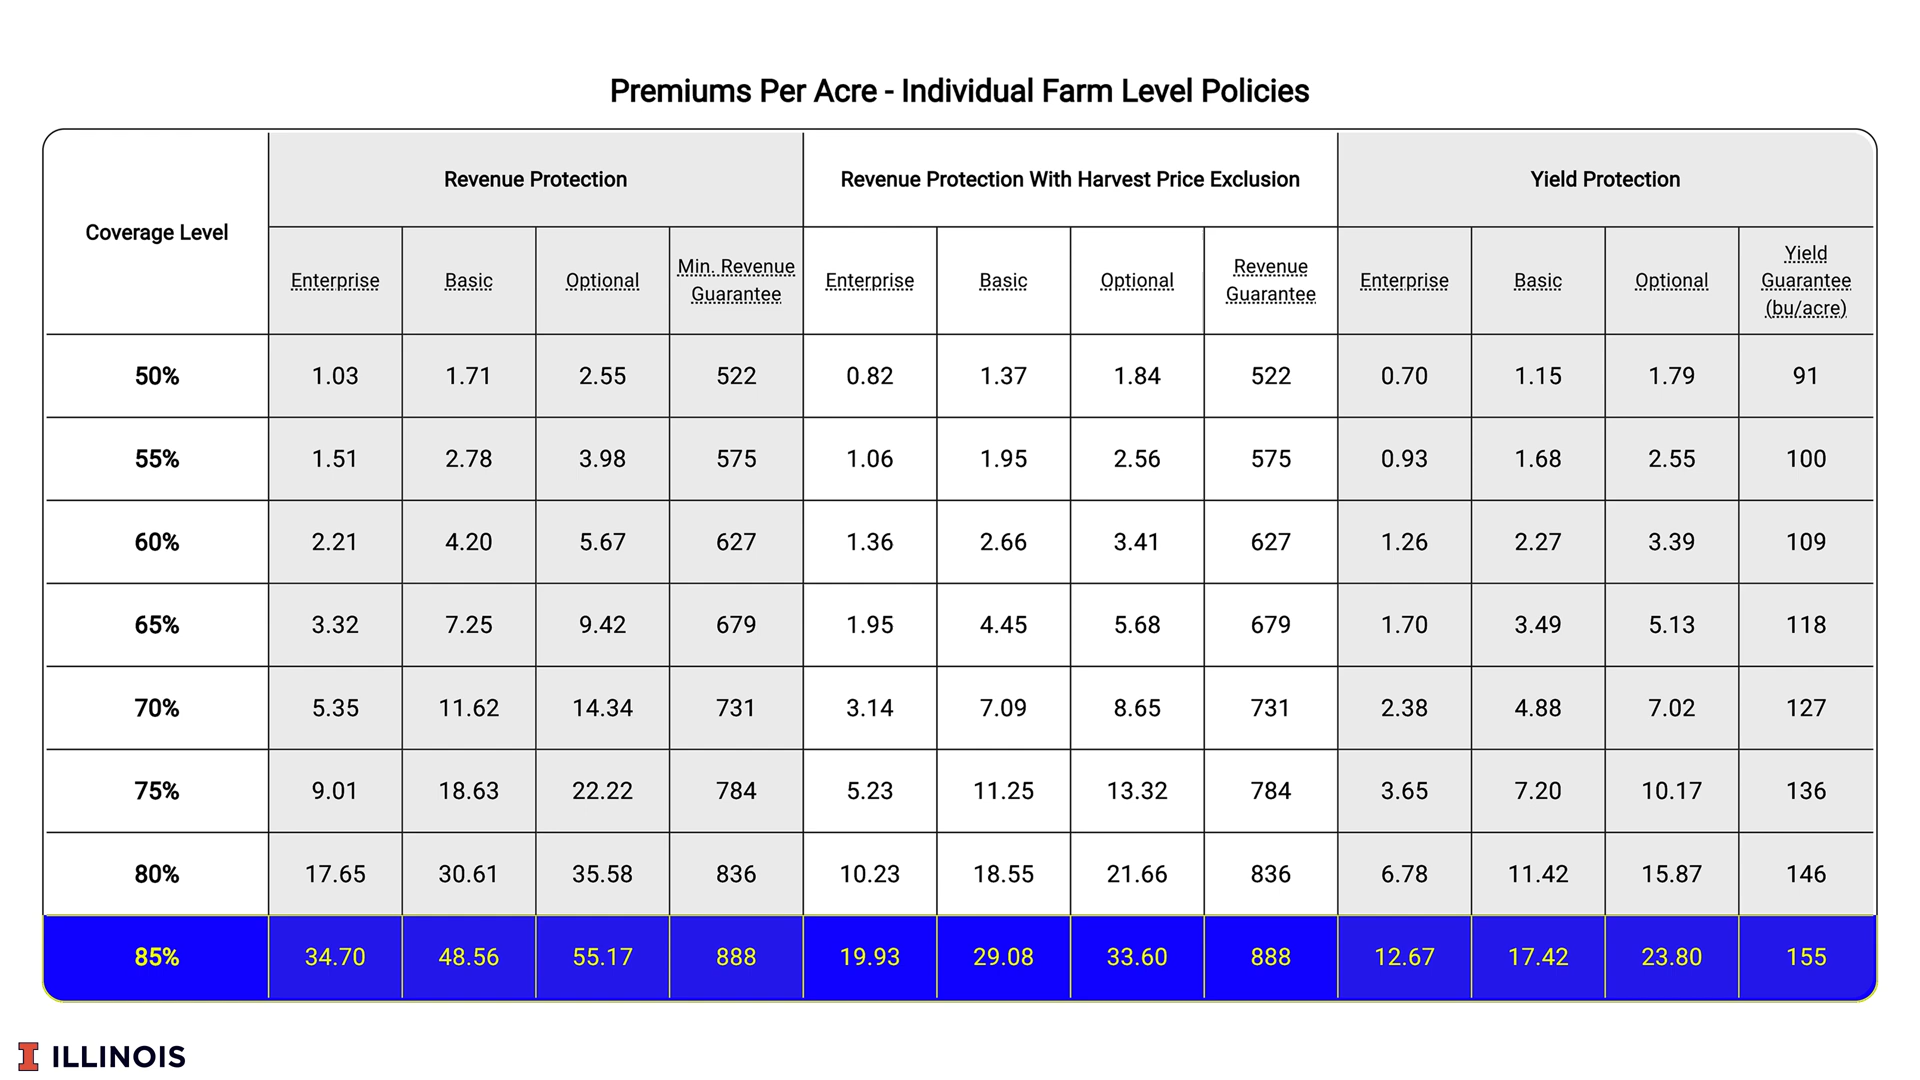 Premiums Per Acre - Individual Farm Level Policies
Coverage Level
Revenue Protection
Revenue Protection With Harvest Price Exclusion
Yield Protection
Enterprise
Basic
Optional
Min. Revenue
Guarantee
Enterprise
Basic
Optional
Revenue
Guarantee
Enterprise
Basic
Optional
Yield
Guarantee
(bu/acre)
50% 1.03 1.71 2.55 522 0.82 1.37 1.84 522 0.70 1.15 1.79 91
55% 1.51 2.78 3.98 575 1.06 1.95 2.56 575 0.93 1.68 2.55 100
60% 2.21 4.20 5.67 627 1.36 2.66 3.41 627 1.26 2.27 3.39 109
65% 3.32 7.25 9.42 679 1.95 4.45 5.68 679 1.70 3.49 5.13 118
70% 5.35 11.62 14.34 731 3.14 7.09 8.65 731 2.38 4.88 7.02 127
75% 9.01 18.63 22.22 784 5.23 11.25 13.32 784 3.65 7.20 10.17 136
80% 17.65 30.61 35.58 836 10.23 18.55 21.66 836 6.78 11.42 15.87 146
85% 34.70 48.56 55.17 888 19.93 29.08 33.60 888 12.67 17.42 23.80 155
I ILLINOIS